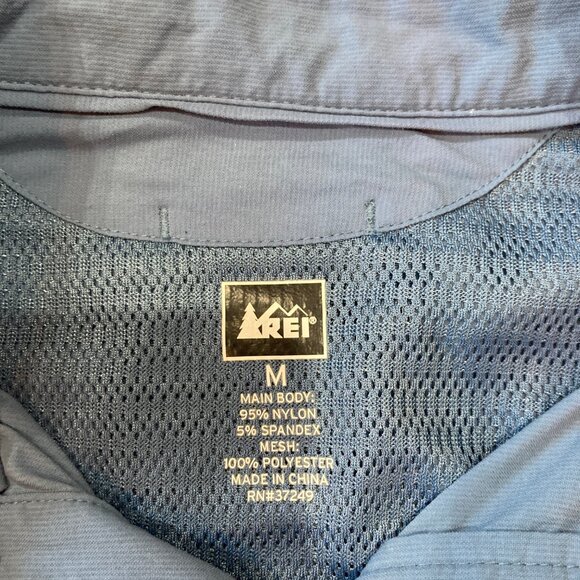 REI®
M
MAIN BODY:
95% NYLON
5% SPANDEX
MESH:
100% POLYESTER
MADE IN CHINA
RN#37249